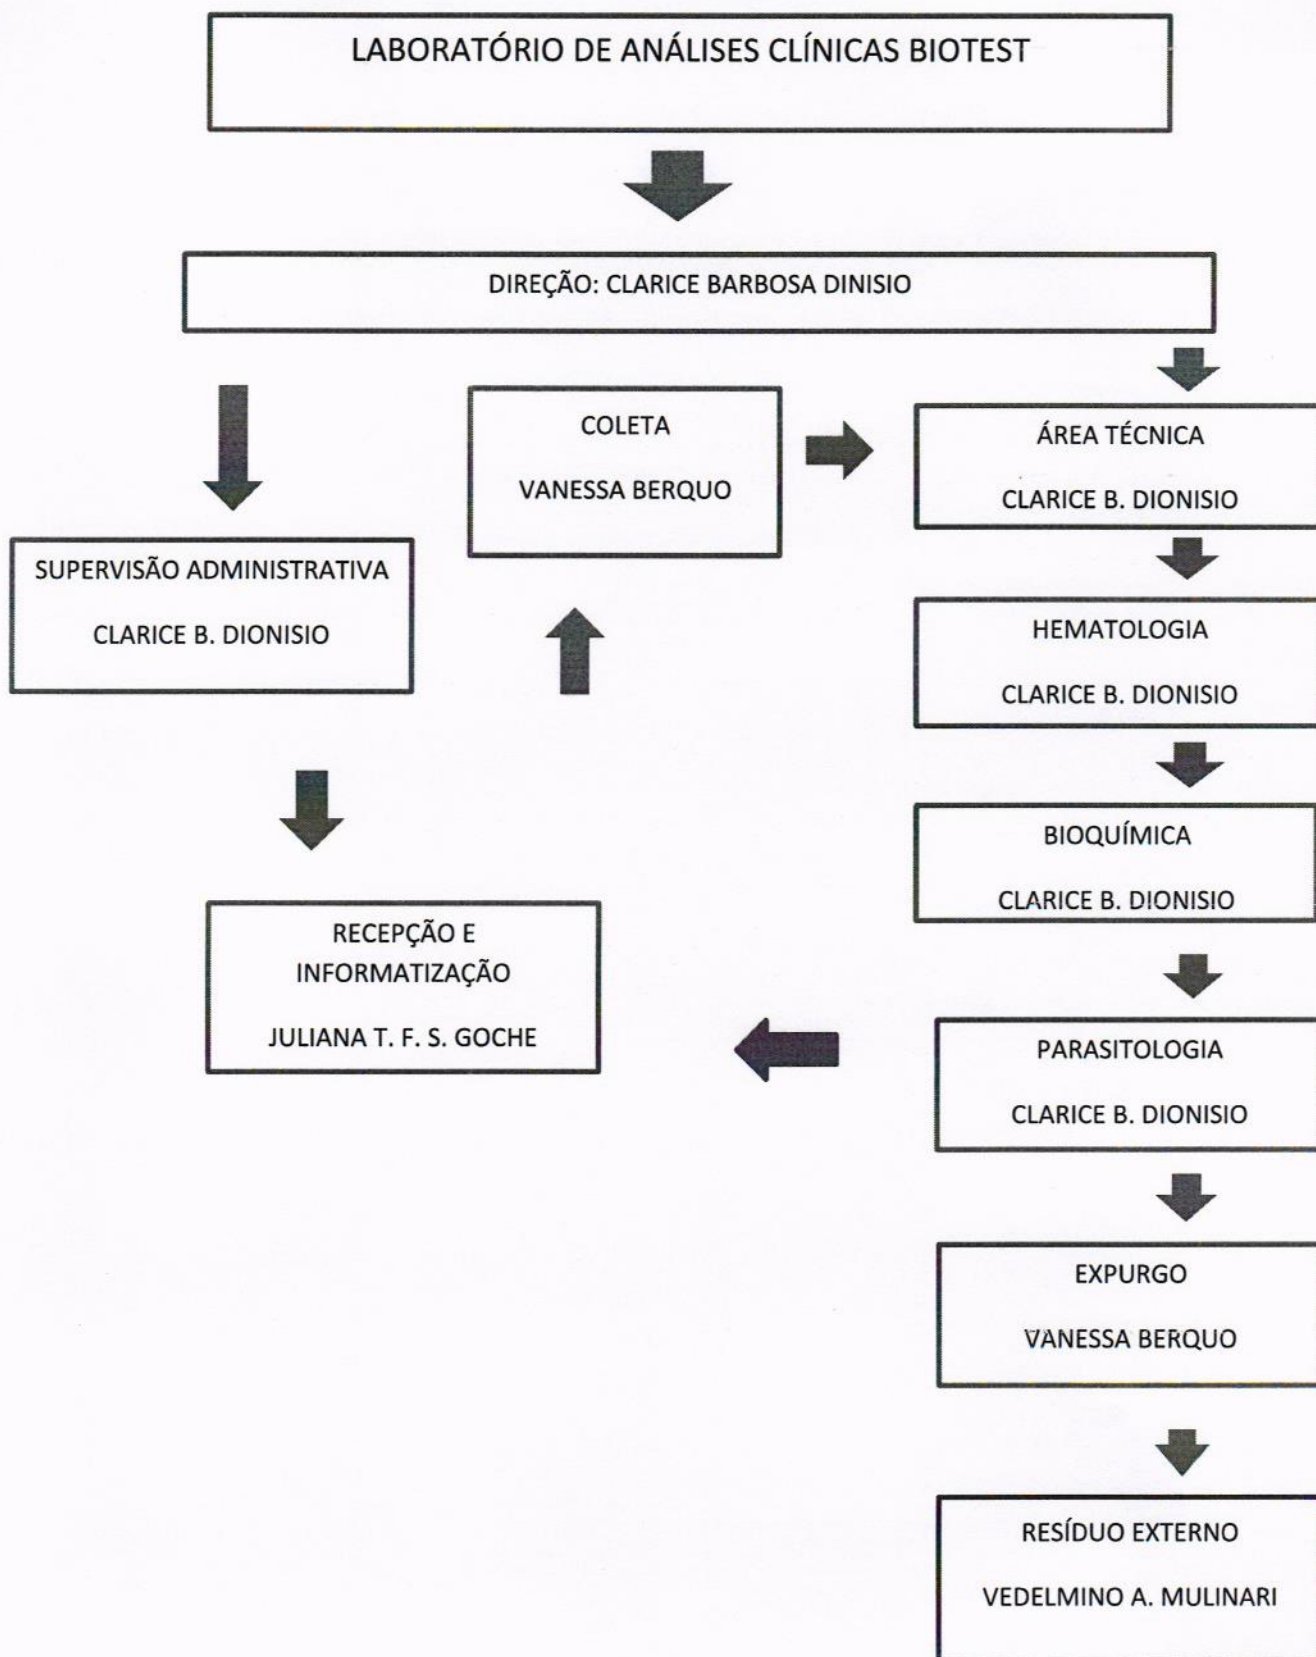 LABORATÓRIO DE ANÁLISES CLÍNICAS BIOTEST
DIREÇÃO: CLARICE BARBOSA DINISIO
COLETA
VANESSA BERQUO
ÁREA TÉCNICA
CLARICE B. DIONISIO
SUPERVISÃO ADMINISTRATIVA
CLARICE B. DIONISIO
HEMATOLOGIA
CLARICE B. DIONISIO
BIOQUÍMICA
CLARICE B. DIONISIO
RECEPÇÃO E
INFORMATIZAÇÃO
JULIANA T. F. S. GOCHE
PARASITOLOGIA
CLARICE B. DIONISIO
EXPURGO
VANESSA BERQUO
RESÍDUO EXTERNO
VEDELMINO A. MULINARI